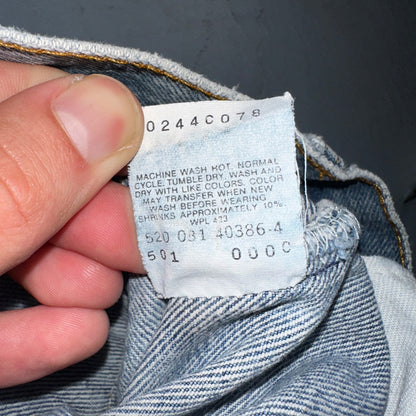 0244C078
MACHINE WASH HOT, NORMAL
CYCLE, TUMBLE DRY, WASH AND
DRY WITH LIKE COLORS, COLOR
MAY TRANSFER WHEN NEW
WASH BEFORE WEARING
SHRINKS APPROXIMATELY 10%.
WPL 423
520 031 40386-4
501 0000